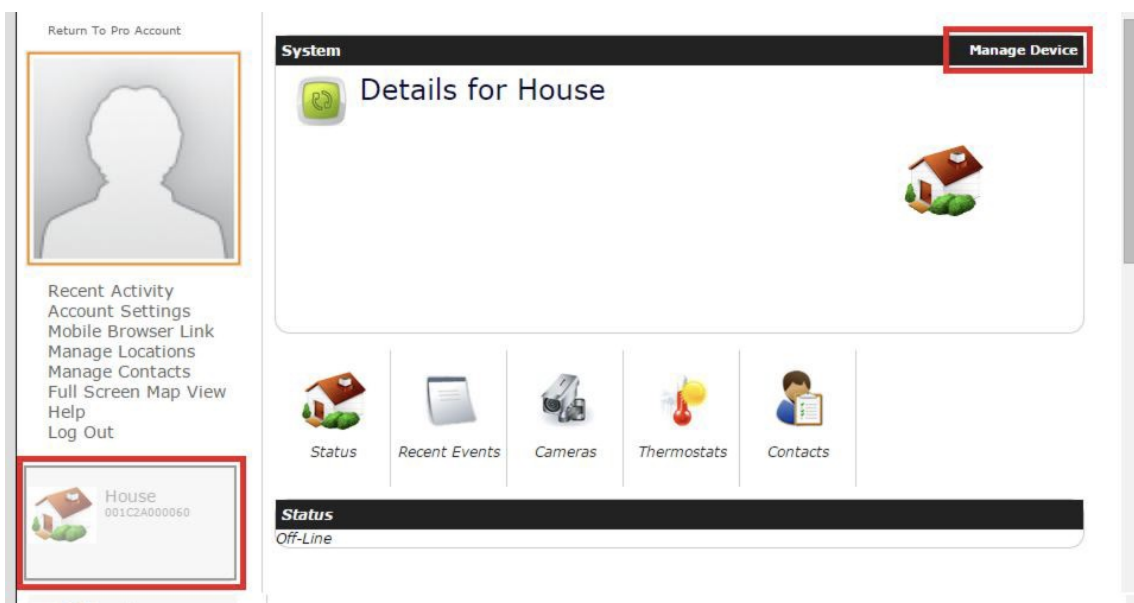 Return To Pro Account
System
Manage Device
Details for House
Recent Activity
Account Settings
Mobile Browser Link
Manage Locations
Manage Contacts
Full Screen Map View
Help
Log Out
Status
Recent Events
Cameras
Thermostats
Contacts
House
001C2A000060
Status
Off-Line